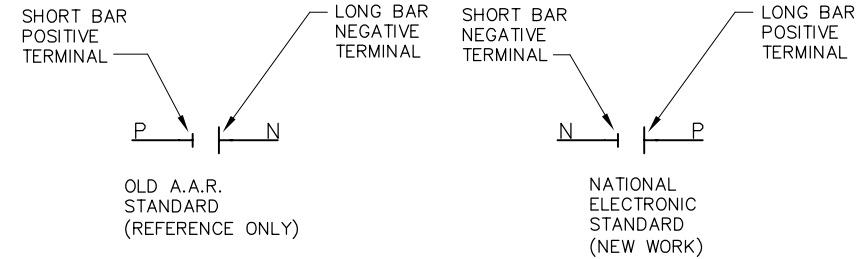 SHORT BAR
POSITIVE
TERMINAL
LONG BAR
NEGATIVE
TERMINAL
P
N
OLD A.A.R.
STANDARD
(REFERENCE ONLY)
SHORT BAR
NEGATIVE
TERMINAL
LONG BAR
POSITIVE
TERMINAL
N
P
NATIONAL
ELECTRONIC
STANDARD
(NEW WORK)